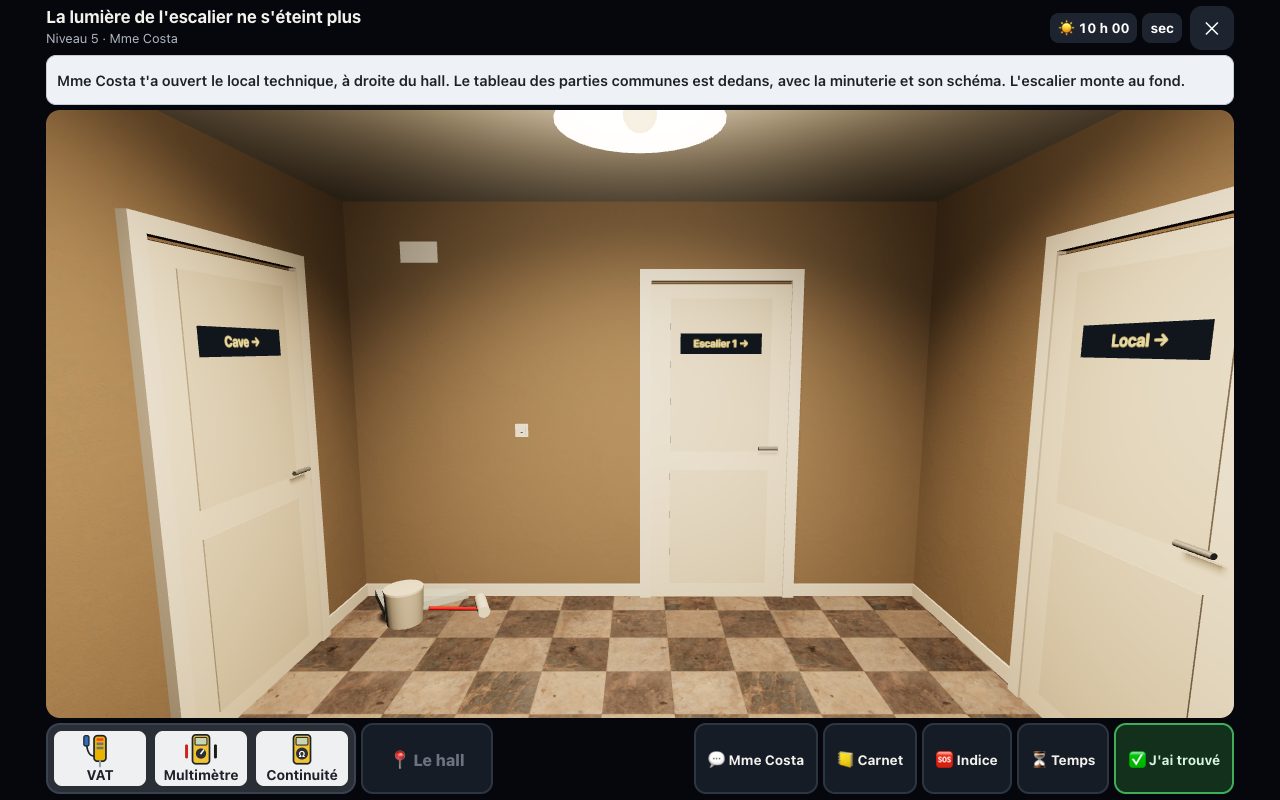 La lumière de l'escalier ne s'éteint plus
Niveau 5 · Mme Costa
☀️ 10 h 00
sec
Mme Costa t'a ouvert le local technique, à droite du hall. Le tableau des parties communes est dedans, avec la minuterie et son schéma. L'escalier monte au fond.
Cave →
Escalier 1 →
Local →
VAT
Multimètre
Ω
Continuité
📍 Le hall
💬 Mme Costa
📒 Carnet
🆘 Indice
⏳ Temps
✅ J'ai trouvé